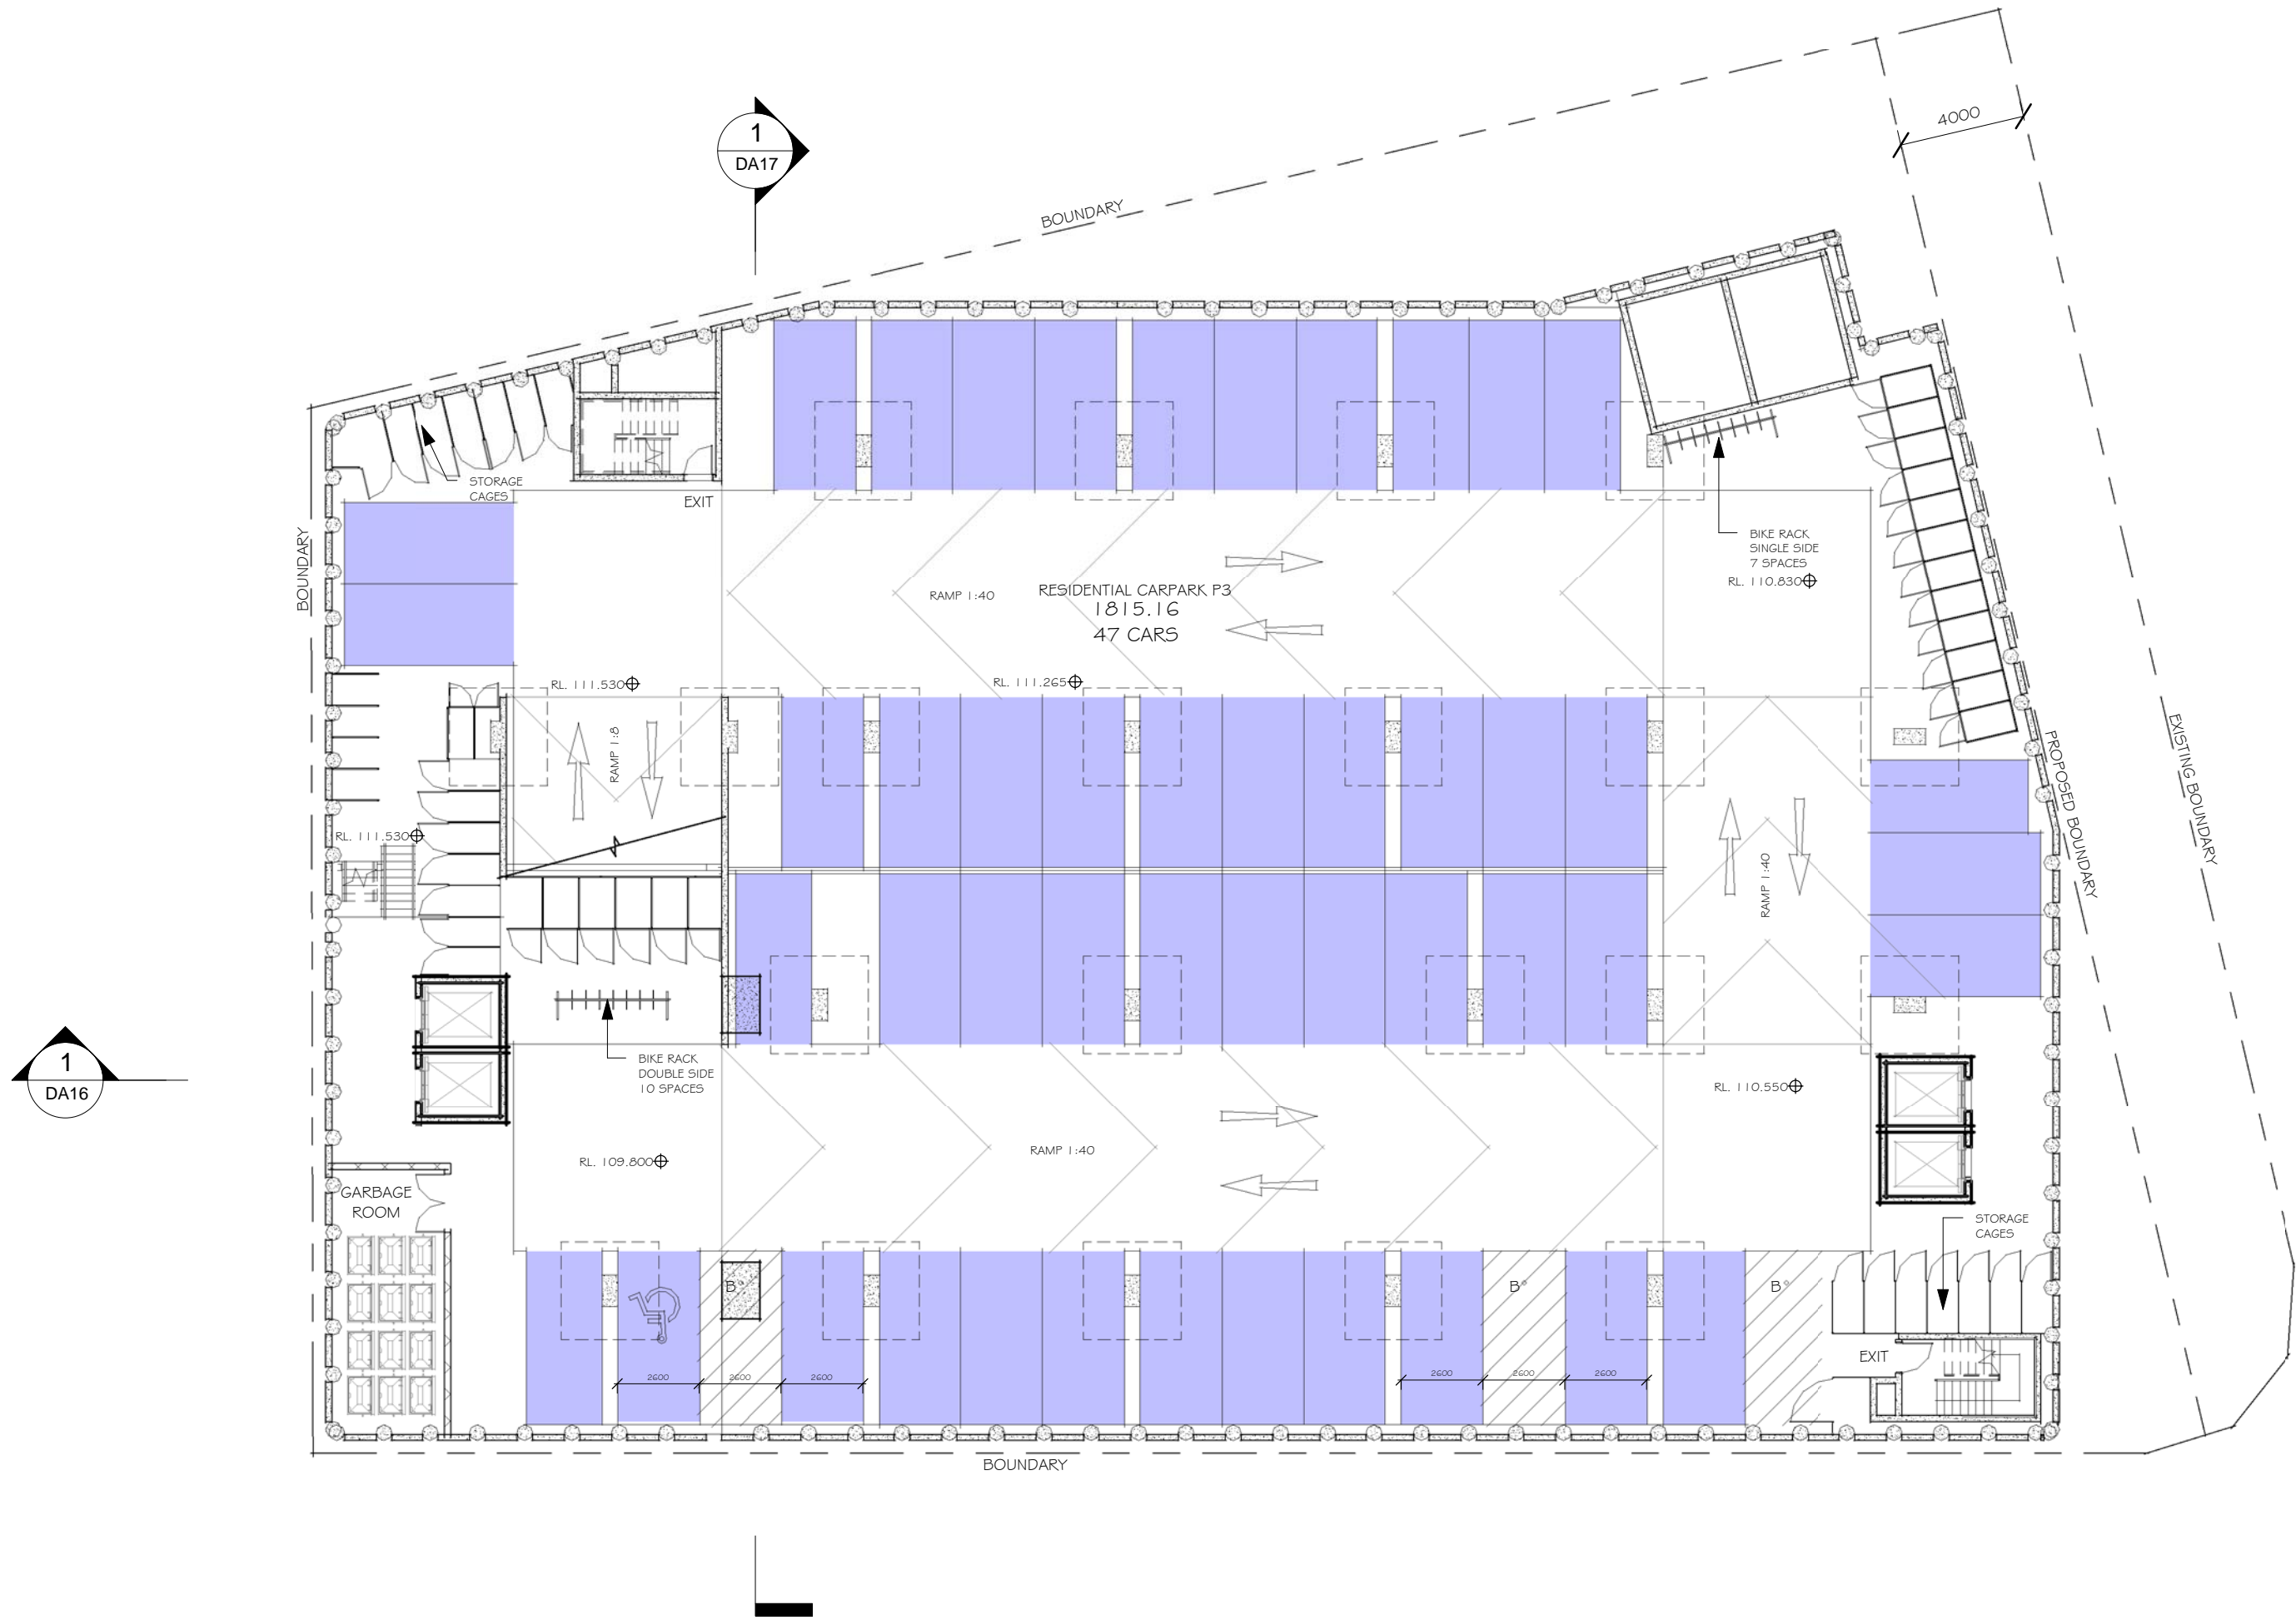 4000
1
DA17
BOUNDARY
STORAGE
CAGES
EXIT
BOUNDARY
BIKE RACK
SINGLE SIDE
7 SPACES
RL. 110.830
RAMP 1:40
RESIDENTIAL CARPARK P3
1815.16
47 CARS
RL. 111.530
RL. 111.265
RAMP 1:8
EXISTING BOUNDARY
PROPOSED BOUNDARY
RL. 111.530
RAMP 1:40
1
DA16
BIKE RACK
DOUBLE SIDE
10 SPACES
RL. 110.550
RAMP 1:40
RL. 109.800
GARBAGE
ROOM
STORAGE
CAGES
B
B
B
EXIT
2600
2600
2600
2600
2600
2600
BOUNDARY